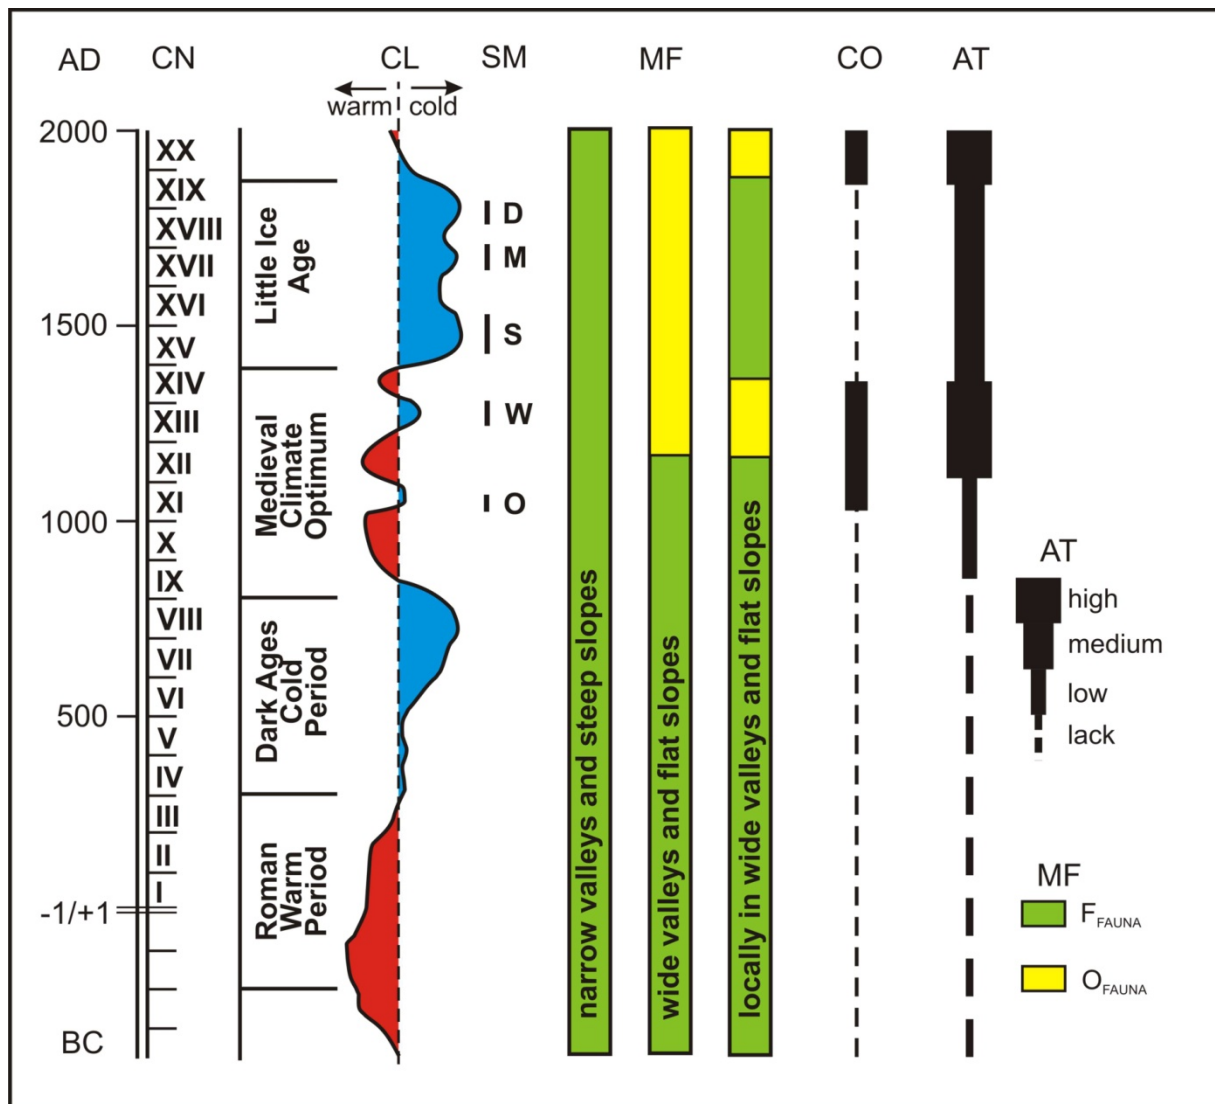 AD
CN
CL
SM
MF
CO
AT
warm
cold
2000
1500
1000
500
-1/+1
BC
XX
XIX
XVIII
XVII
XVI
XV
XIV
XIII
XII
XI
X
IX
VIII
VII
VI
V
IV
III
II
I
Little Ice
Age
Medieval
Climate
Optimum
Dark Ages
Cold
Period
Roman
Warm
Period
D
M
S
W
O
narrow valleys and steep slopes
wide valleys and flat slopes
locally in wide valleys and flat slopes
AT
high
medium
low
lack
MF
F FAUNA
O FAUNA